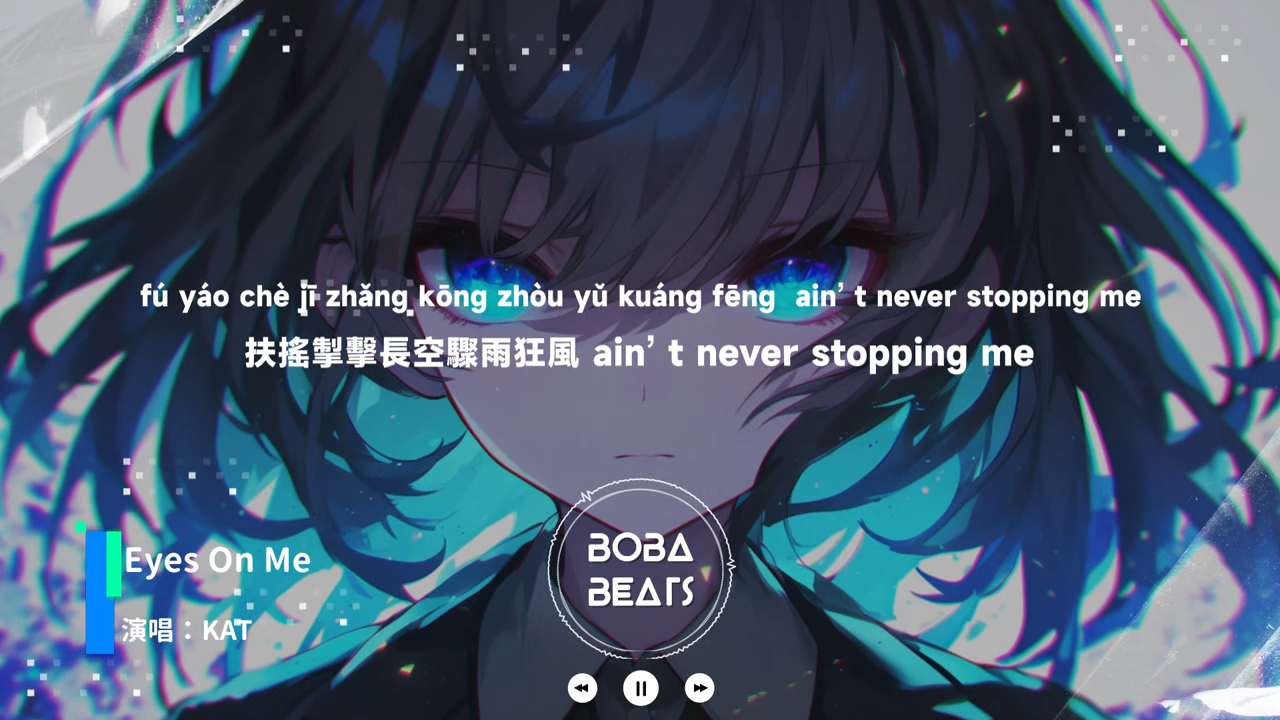 fú yáo chè jī zhǎng kōng zhòu yǔ kuáng fēng ain’t never stopping me
扶搖掣擊長空驟雨狂風 ain’t never stopping me
Eyes On Me
演唱：KAT
BOBA
BEATS